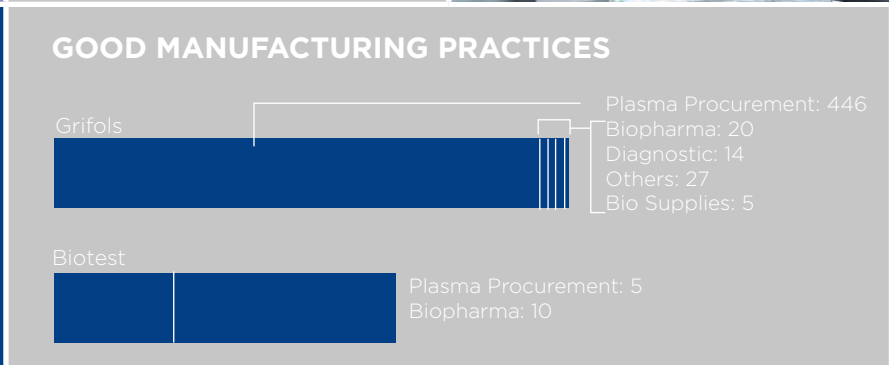 GOOD MANUFACTURING PRACTICES
Grifols
Plasma Procurement: 446
Biopharma: 20
Diagnostic: 14
Others: 27
Bio Supplies: 5
Biotest
Plasma Procurement: 5
Biopharma: 10